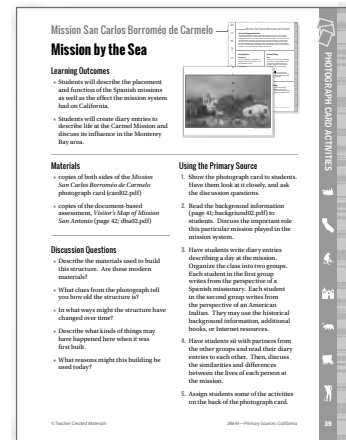 Mission San Carlos Borroméo de Carmelo
Mission by the Sea
Learning Outcomes
• Students will describe the placement
and function of the Spanish missions
as well as the effect the mission system
had on California.
• Students will create diary entries to
describe life at the Carmel Mission and
discuss its influence in the Monterey
Bay area.
Materials
• copies of both sides of the Mission
San Carlos Borroméo de Carmelo
photograph card (card02.pdf)
• copies of the document-based
assessment, Visitor's Map of Mission
San Antonio (page 42; dba02.pdf)
Discussion Questions
• Describe the materials used to build
this structure. Are these modern
materials?
• What clues from the photograph tell
you how old the structure is?
• In what ways might the structure have
changed over time?
• Describe what kinds of things may
have happened here when it was
first built.
• What reasons might this building be
used today?
Using the Primary Source
1. Show the photograph card to students.
Have them look at it closely, and ask
the discussion questions.
2. Read the background information
(page 41; background02.pdf) to
students. Discuss the important role
this particular mission played in the
mission system.
3. Have students write diary entries
describing a day at the mission.
Organize the class into two groups.
Each student in the first group
writes from the perspective of a
Spanish missionary. Each student
in the second group writes from
the perspective of an American
Indian. They may use the historical
background information, additional
books, or Internet resources.
4. Have students sit with partners from
the other groups and read their diary
entries to each other. Then, discuss
the similarities and differences
between the lives of each person at
the mission.
5. Assign some of the activities
on the back of the photograph card.
PHOTOGRAPH CARD ACTIVITIES
© Teacher Created Materials
—Primary Sources: California
39